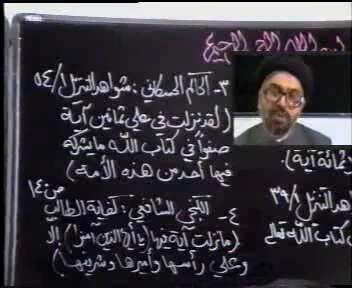 بسم الله الرحمن الرحيم
٣- الحاكم الحسكاني : شواهد التنزيل ٥٤/١
(لقد نزلت في علي ثمانين آية
صفواً في كتاب الله ما يشركه
فيها أحد من هذه الأمة)
٤- الكنجي الشافعي : كفاية الطالب ص ١٤٠
(ما نزلت آية فيها (يا أيها الذين آمنوا) إلا
وعلي رأسها وأميرها وشريفها)
ثمائة آية).
هد التنزيل ٣٩/١
كتاب الله تعالى